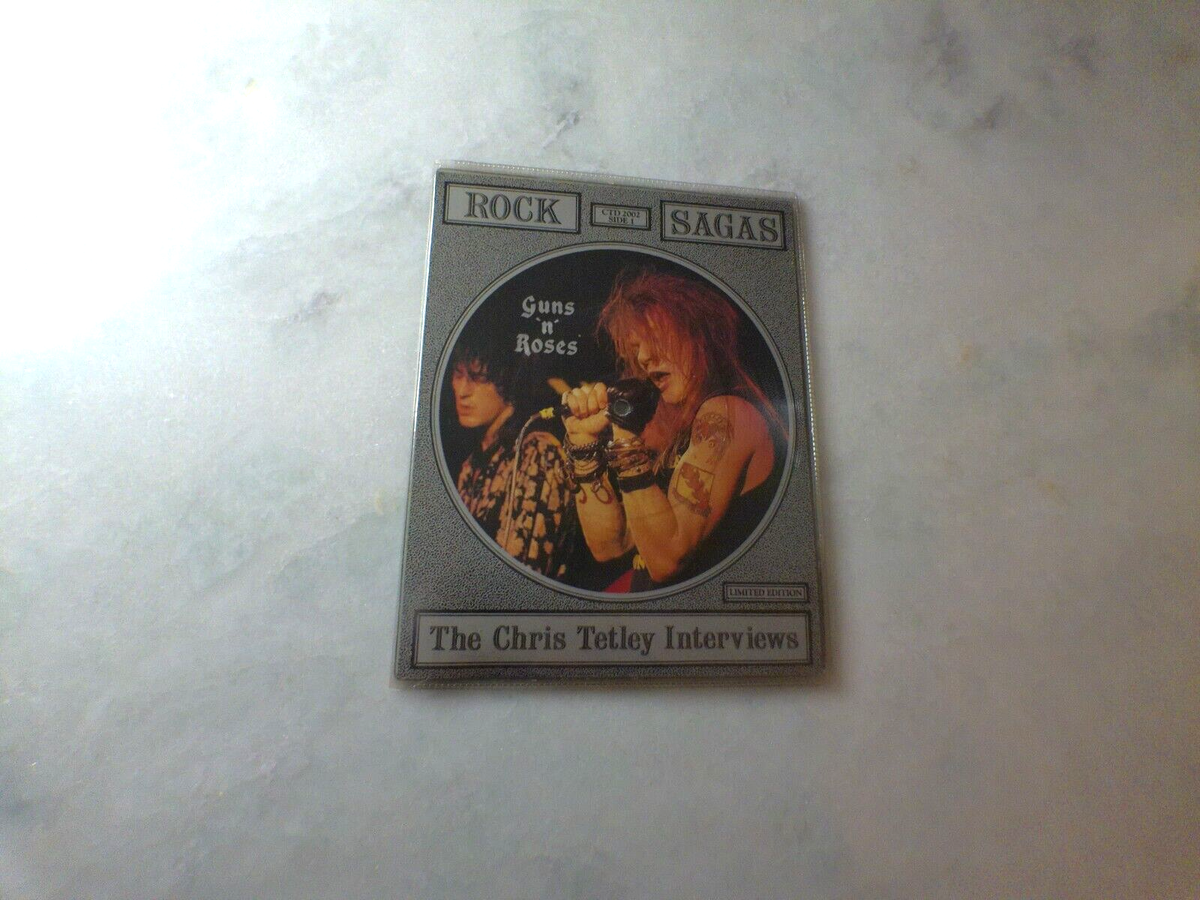 ROCK
CTD 2002
SIDE 1
SAGAS
Guns
'n'
Roses
LIMITED EDITION
The Chris Tetley Interviews